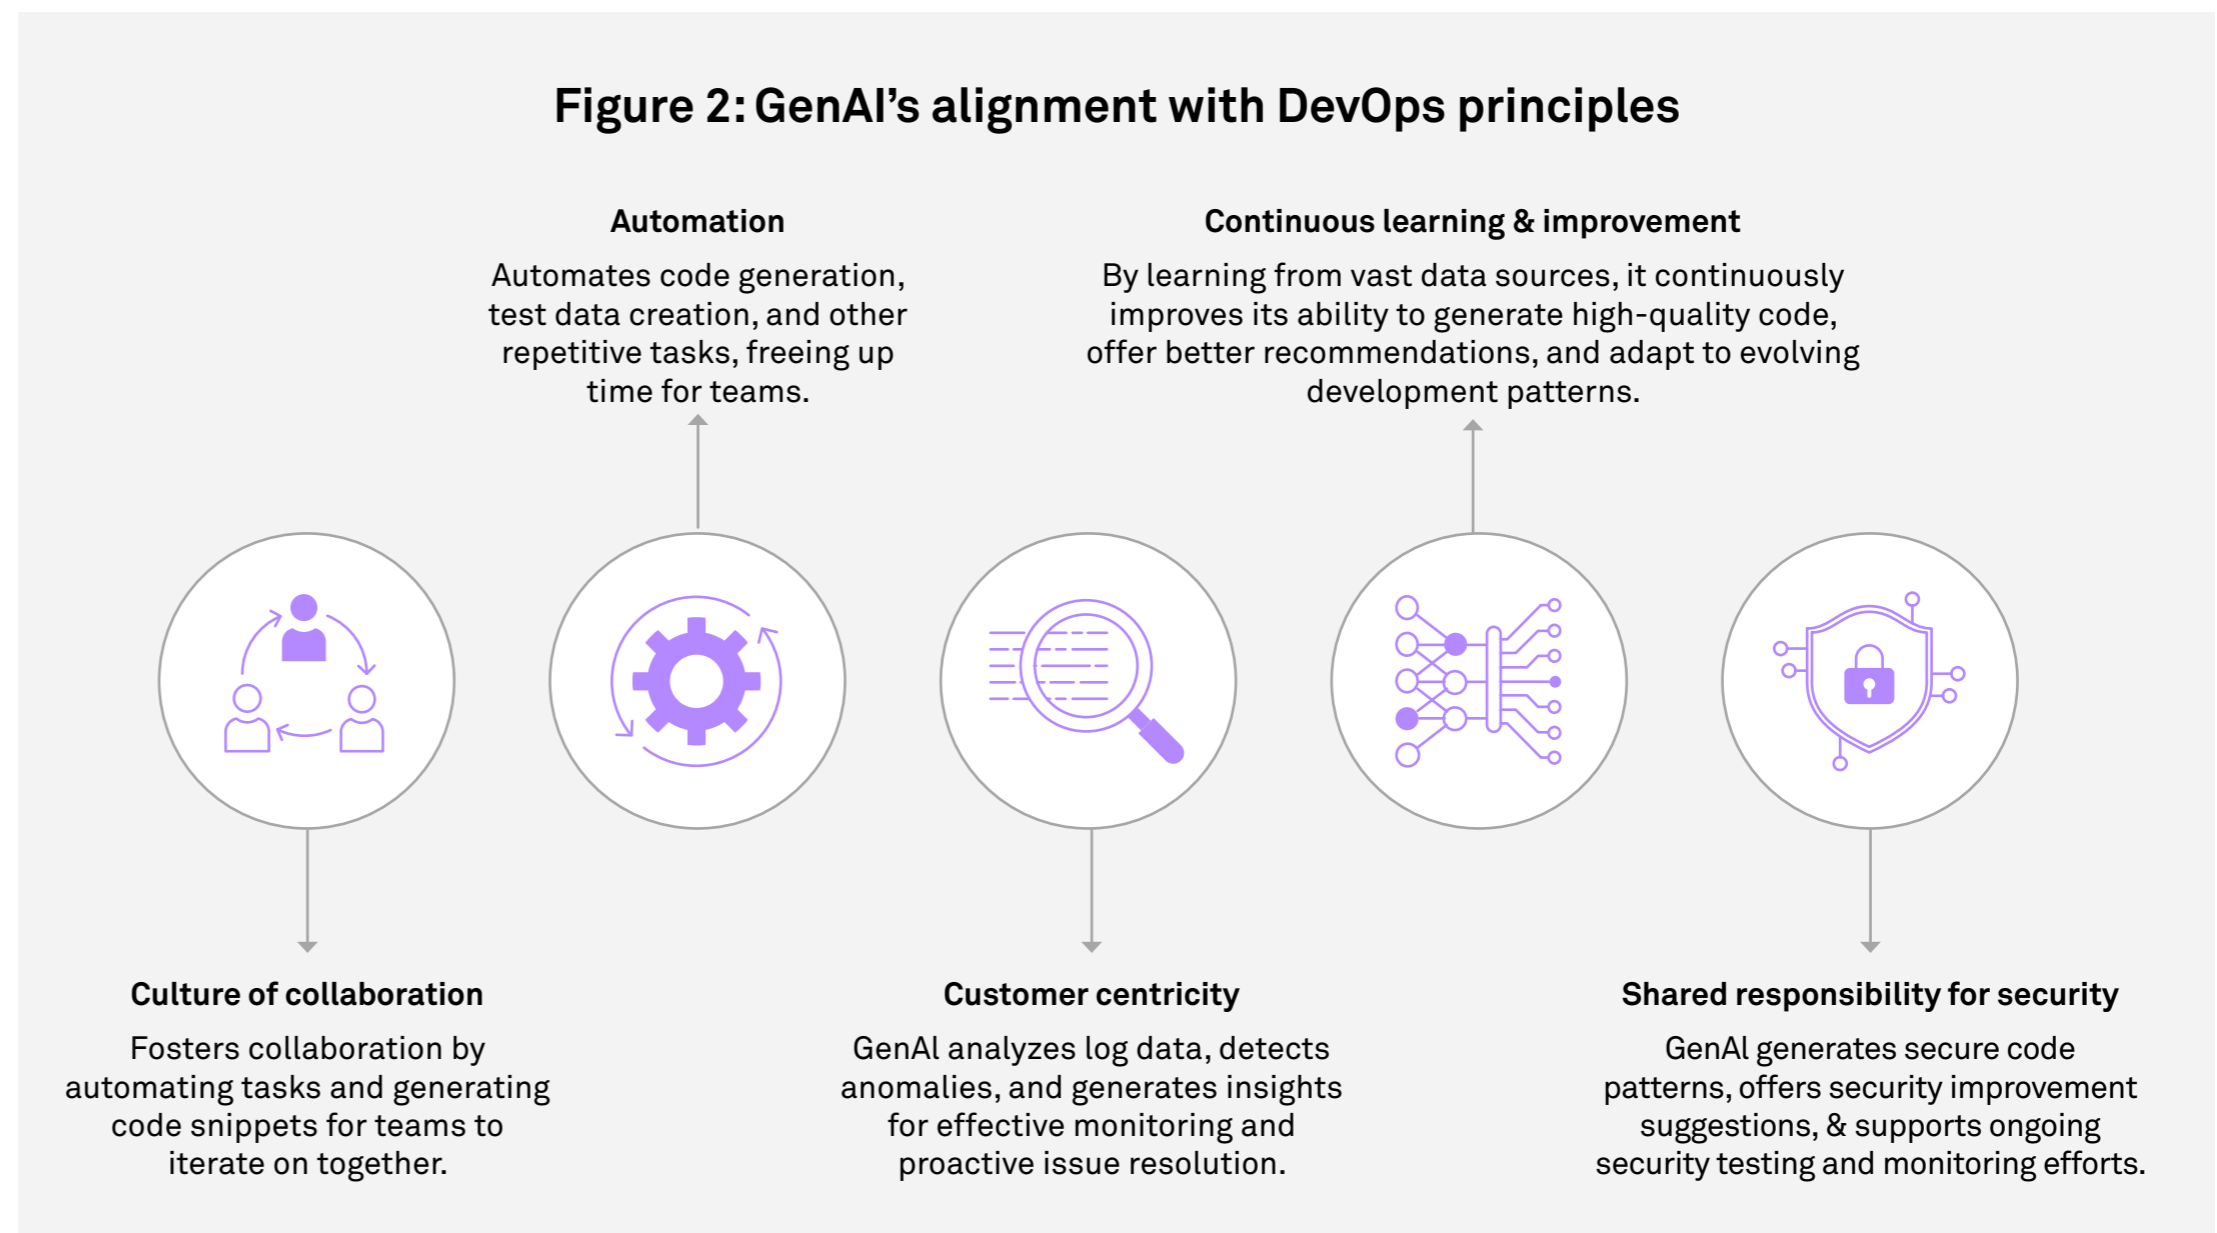 Figure 2: GenAI’s alignment with DevOps principles
Automation
Automates code generation,
test data creation, and other
repetitive tasks, freeing up
time for teams.
Continuous learning & improvement
By learning from vast data sources, it continuously
improves its ability to generate high-quality code,
offer better recommendations, and adapt to evolving
development patterns.
Culture of collaboration
Fosters collaboration by
automating tasks and generating
code snippets for teams to
iterate on together.
Customer centricity
GenAl analyzes log data, detects
anomalies, and generates insights
for effective monitoring and
proactive issue resolution.
Shared responsibility for security
GenAl generates secure code
patterns, offers security improvement
suggestions, & supports ongoing
security testing and monitoring efforts.